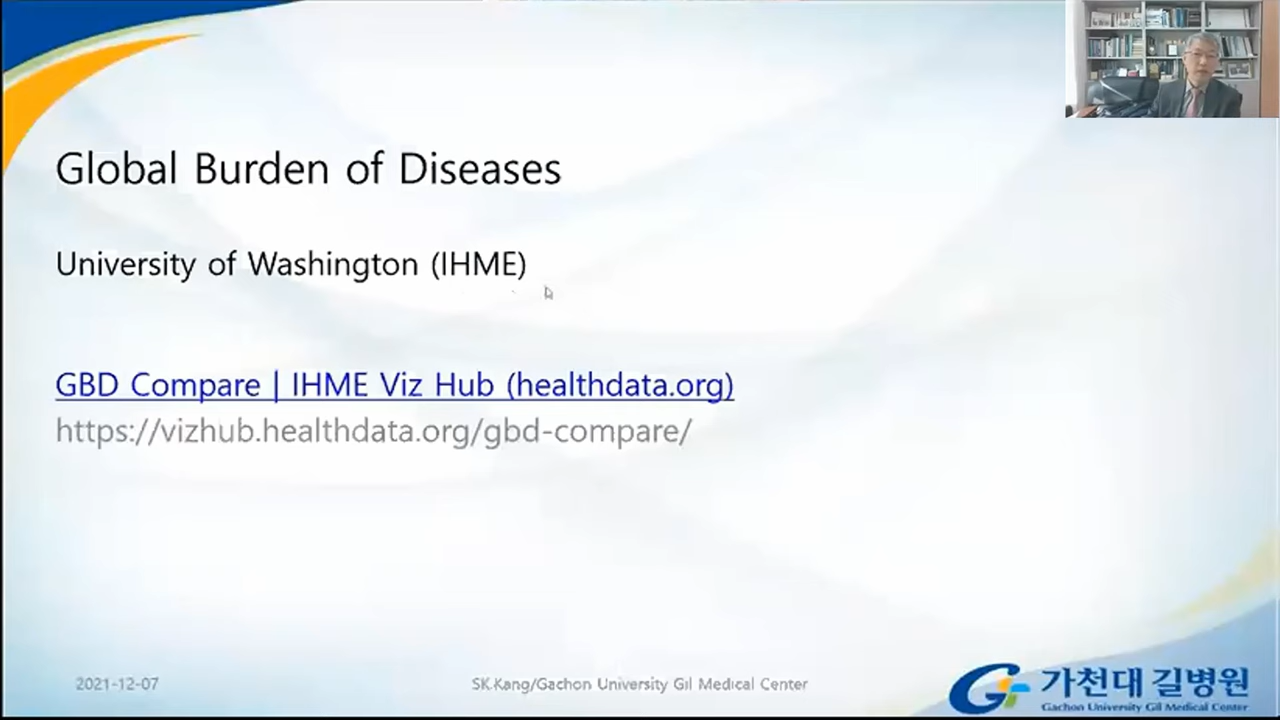 Global Burden of Diseases
University of Washington (IHME)
GBD Compare | IHME Viz Hub (healthdata.org)
https://vizhub.healthdata.org/gbd-compare/
2021-12-07
SK.Kang/Gachon University Gil Medical Center
가천대 길병원
Gachon University Gil Medical Center